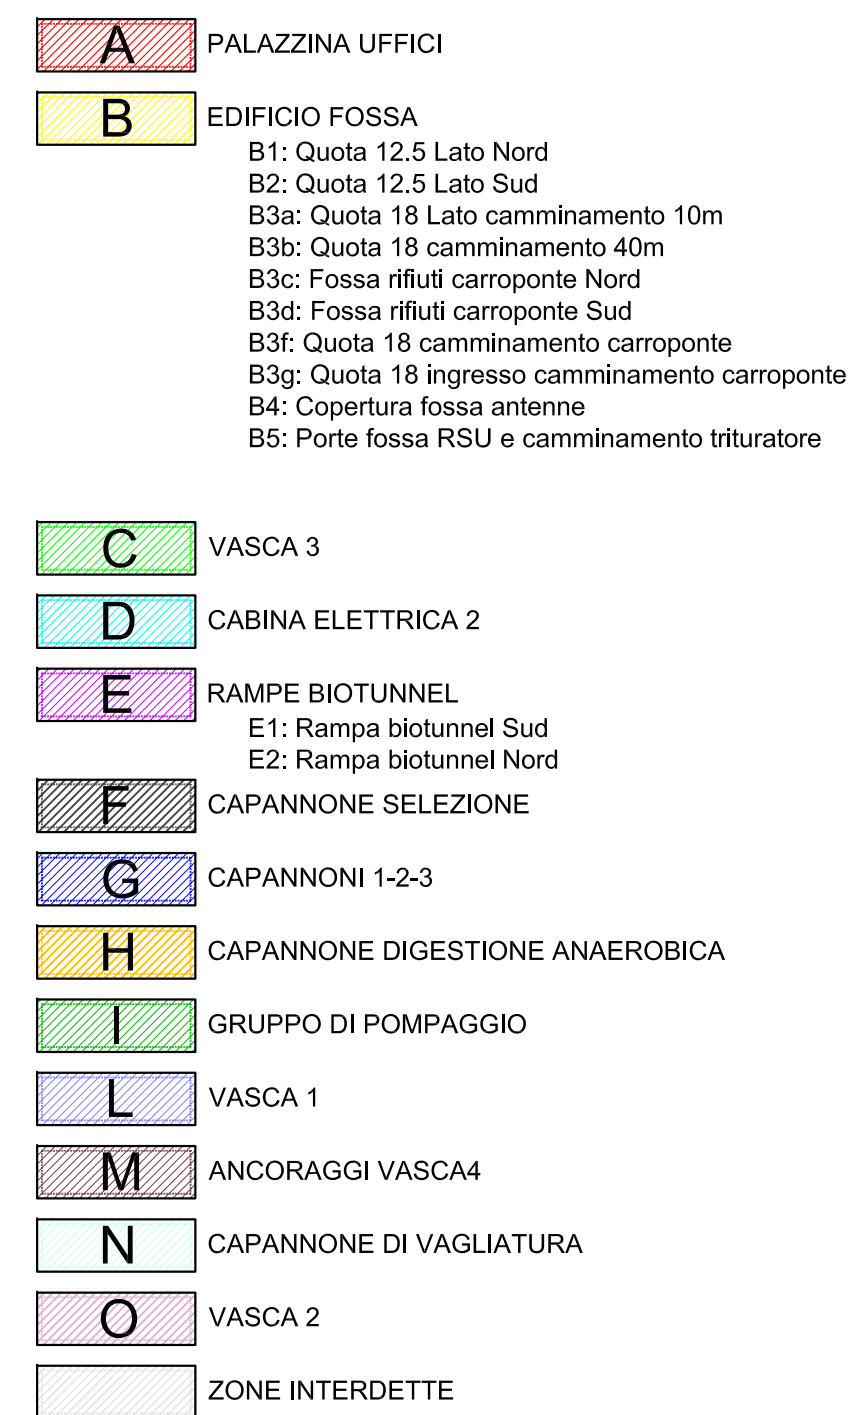 A PALAZZINA UFFICI
B EDIFICIO FOSSA
B1: Quota 12.5 Lato Nord
B2: Quota 12.5 Lato Sud
B3a: Quota 18 Lato camminamento 10m
B3b: Quota 18 camminamento 40m
B3c: Fossa rifiuti carroponte Nord
B3d: Fossa rifiuti carroponte Sud
B3f: Quota 18 camminamento carroponte
B3g: Quota 18 ingresso camminamento carroponte
B4: Copertura fossa antenne
B5: Porte fossa RSU e camminamento trituratore
C VASCA 3
D CABINA ELETTRICA 2
E RAMPE BIOTUNNEL
E1: Rampa biotunnel Sud
E2: Rampa biotunnel Nord
F CAPANNONE SELEZIONE
G CAPANNONI 1-2-3
H CAPANNONE DIGESTIONE ANAEROBICA
I GRUPPO DI POMPAGGIO
L VASCA 1
M ANCORAGGI VASCA4
N CAPANNONE DI VAGLIATURA
O VASCA 2
ZONE INTERDETTE